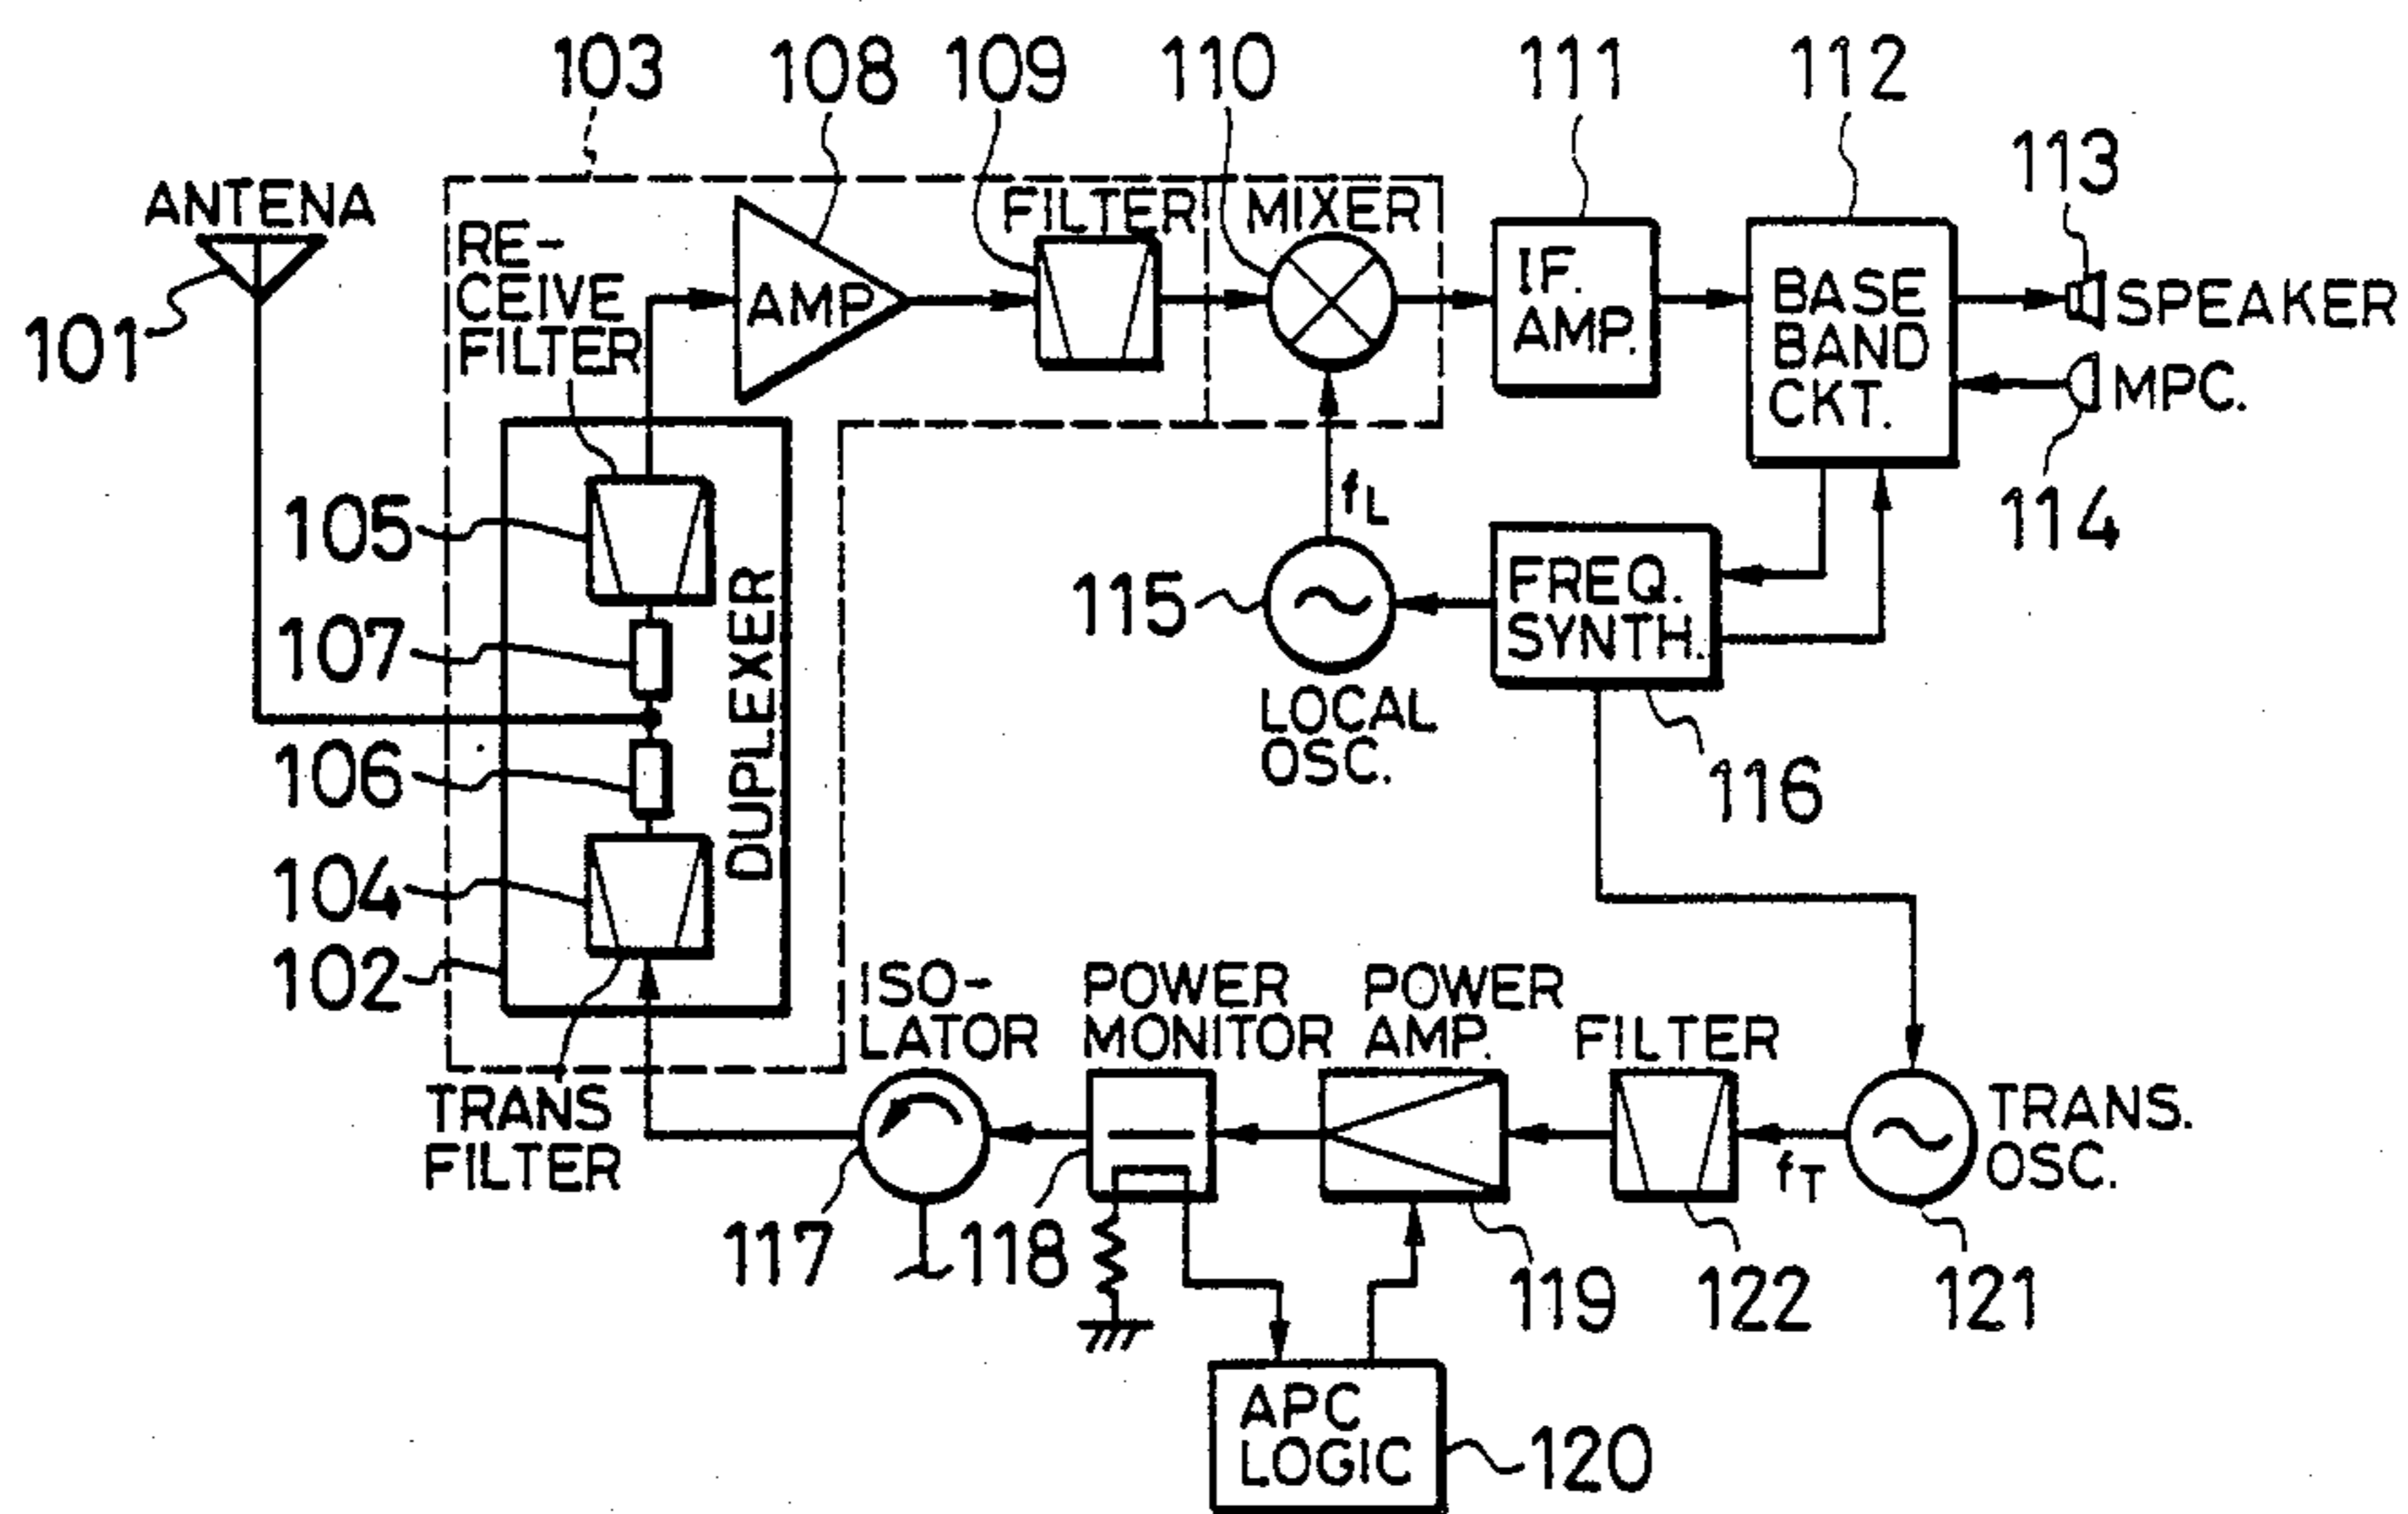 103
108
109
110
111
112
113
ANTENA
101
RE-
CEIVE
FILTER
AMP
FILTER
MIXER
IF.
AMP.
BASE
BAND
CKT.
SPEAKER
MPC.
114
105
107
106
104
102
DUPLEXER
fL
115
LOCAL
OSC.
FREQ.
SYNTH.
116
TRANS
FILTER
ISO-
LATOR
POWER
MONITOR
POWER
AMP.
FILTER
TRANS.
OSC.
fT
117
118
119
122
121
APC
LOGIC
120